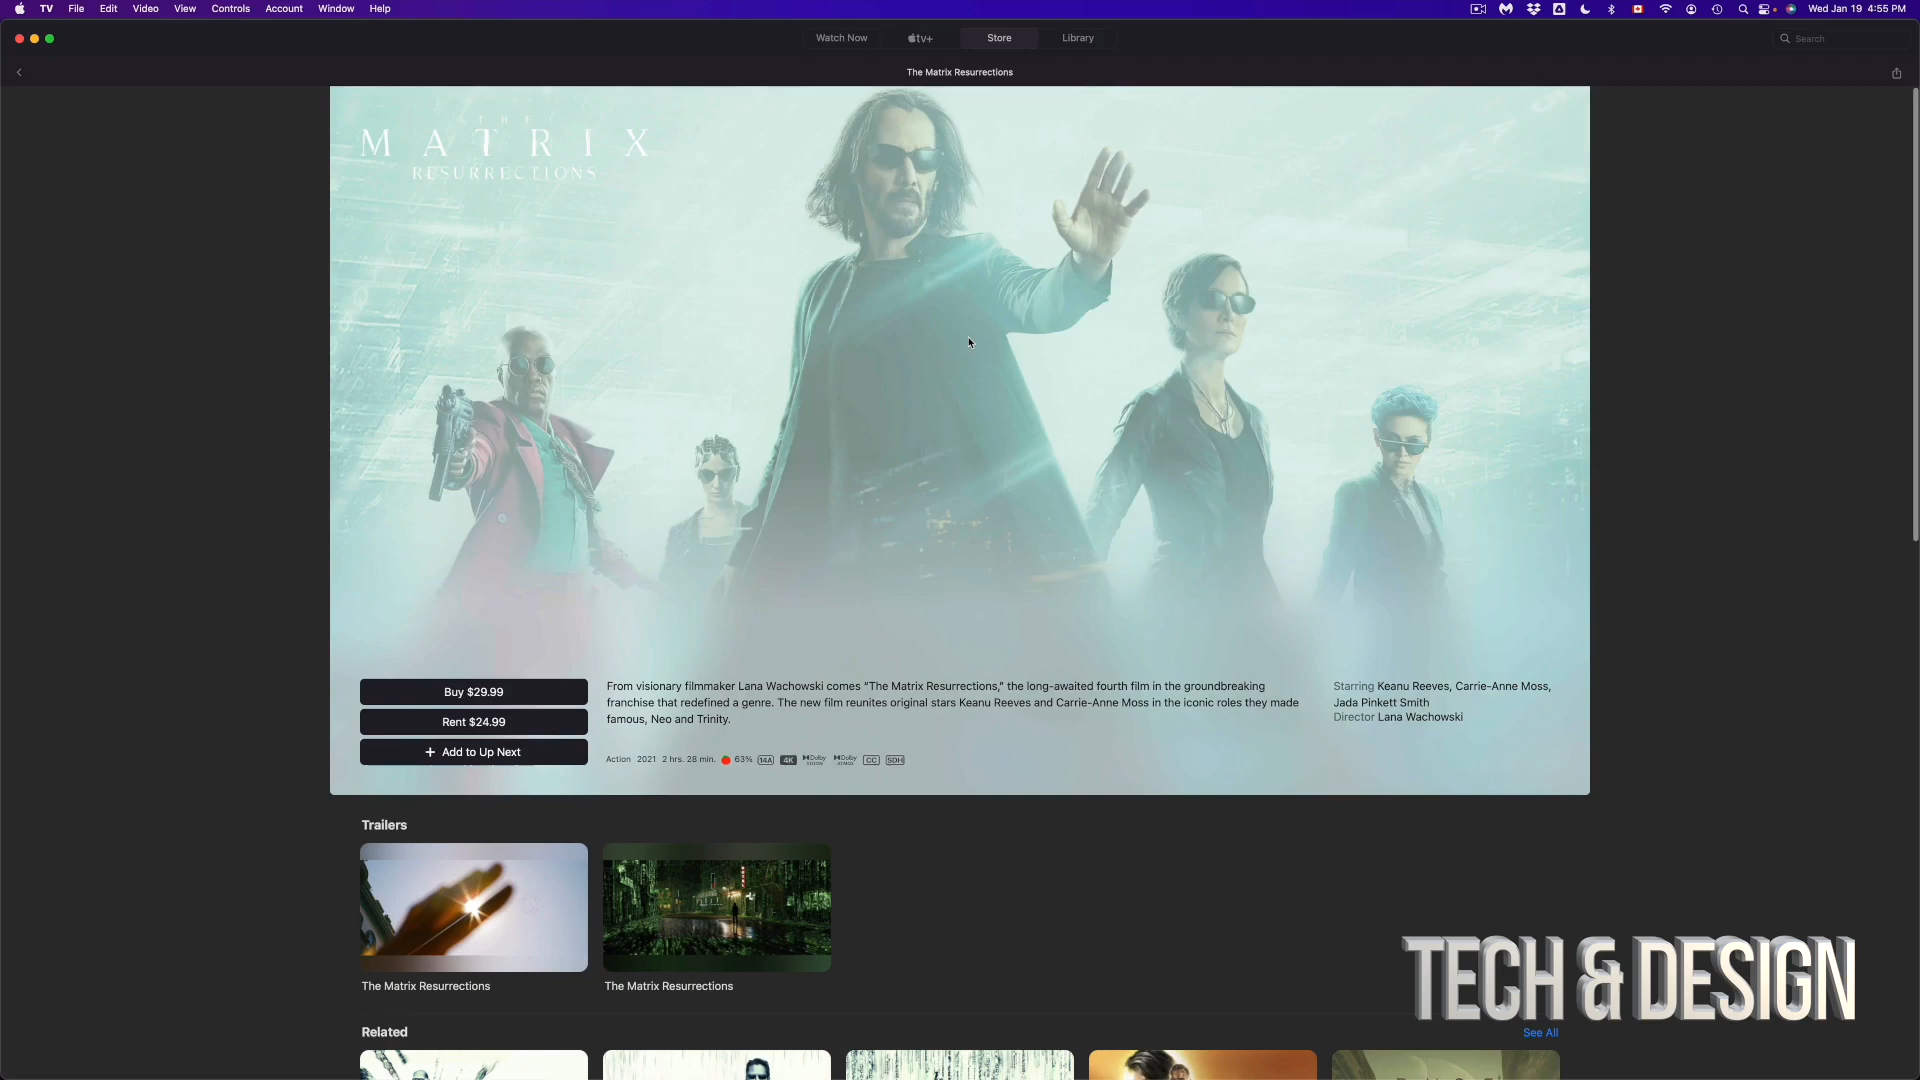 TV File Edit Video View Controls Account Window Help
Wed Jan 19 4:55 PM
Watch Now
tv+
Store
Library
Search
The Matrix Resurrections
THE
MATRIX
RESURRECTIONS
Buy $29.99
Rent $24.99
+ Add to Up Next
From visionary filmmaker Lana Wachowski comes “The Matrix Resurrections,” the long-awaited fourth film in the groundbreaking
franchise that redefined a genre. The new film reunites original stars Keanu Reeves and Carrie-Anne Moss in the iconic roles they made
famous, Neo and Trinity.
Action 2021 2 hrs. 28 min. 63% 14A 4K Dolby VISION Dolby ATMOS CC SDH
Starring Keanu Reeves, Carrie-Anne Moss,
Jada Pinkett Smith
Director Lana Wachowski
Trailers
The Matrix Resurrections
The Matrix Resurrections
Related
See All
TECH & DESIGN